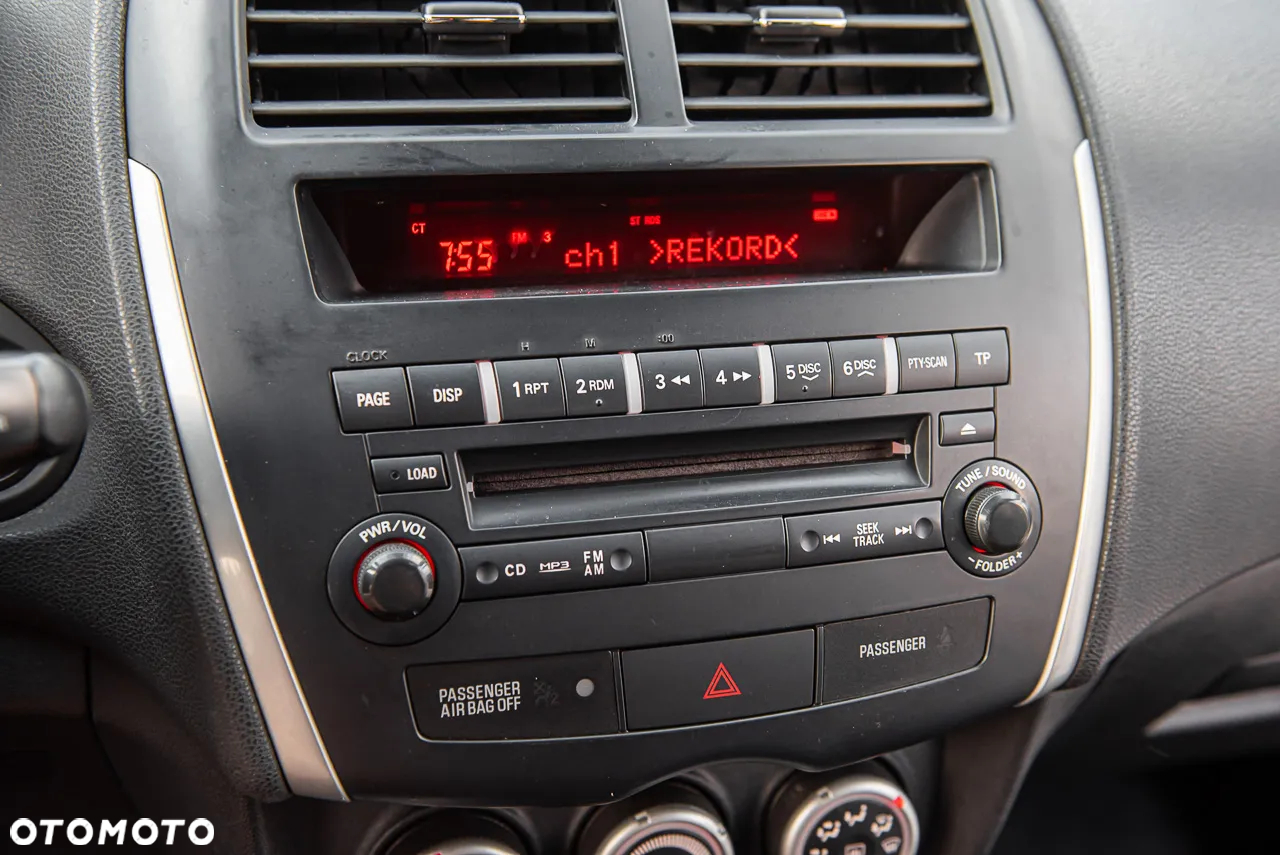 CT
ST RDS
7:55 FM 3 ch1 >REKORD<
H M :00
CLOCK
PAGE DISP 1 RPT 2 RDM 3 4 5 DISC 6 DISC PTY·SCAN TP
LOAD
PWR/VOL
TUNE/SOUND
CD MP3 FM
AM
SEEK
TRACK
-FOLDER+
PASSENGER
AIR BAG OFF
PASSENGER
OTOMOTO